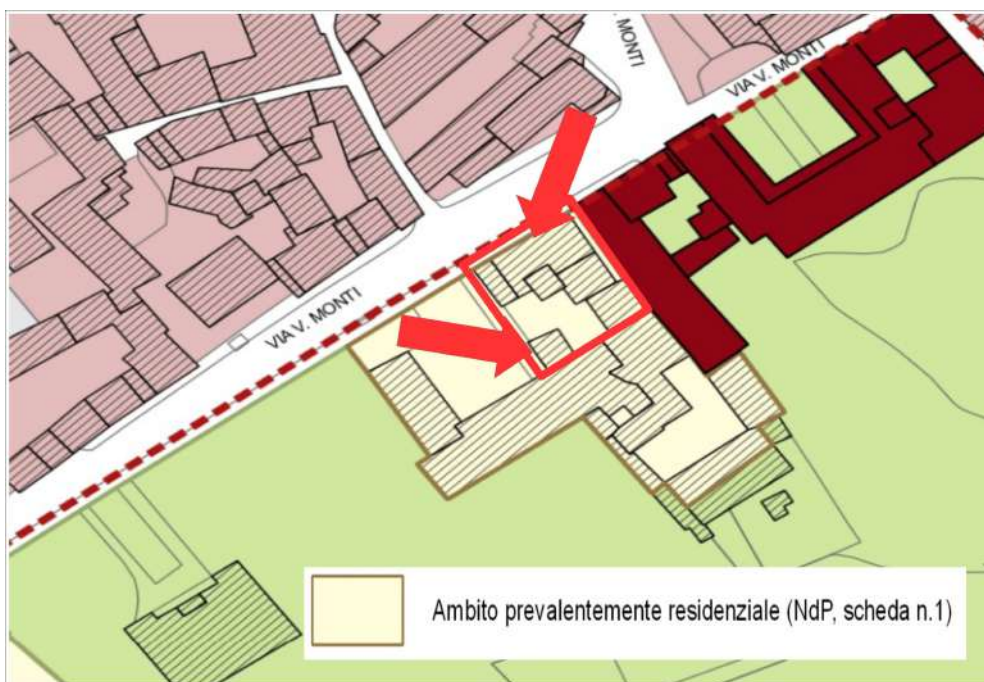 VIA V. MONTI
MONTI
VIA V. MONTI
Ambito prevalentemente residenziale (NdP, scheda n.1)